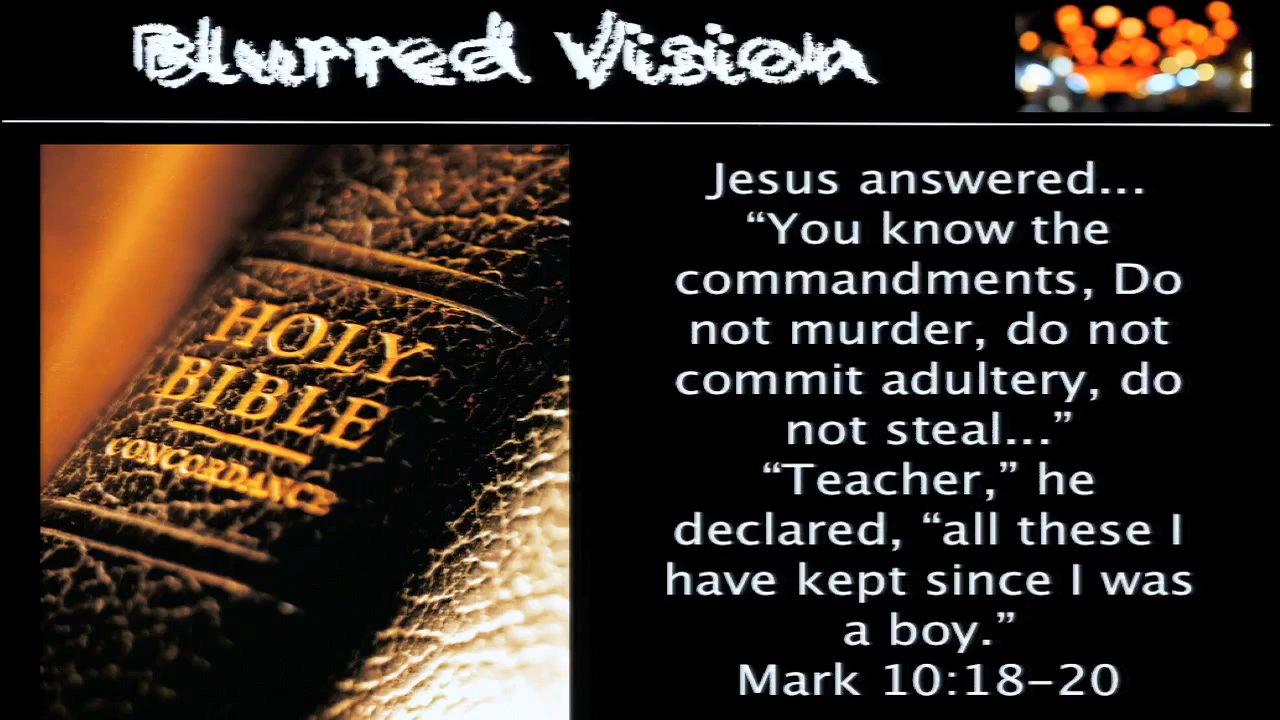 Blurred Vision
HOLY
BIBLE
CONCORDANCE
Jesus answered...
“You know the
commandments, Do
not murder, do not
commit adultery, do
not steal...”
“Teacher,” he
declared, “all these I
have kept since I was
a boy.”
Mark 10:18-20